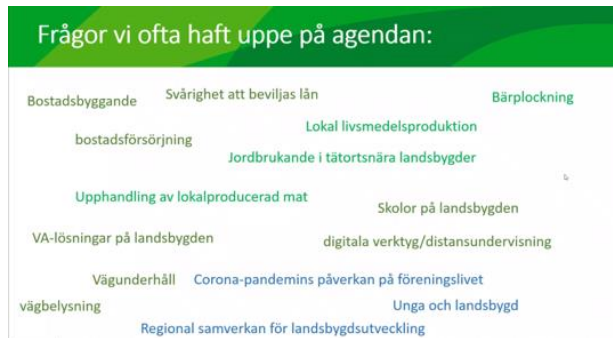 Frågor vi ofta haft uppe på agendan:
Bostadsbyggande
Svårighet att beviljas lån
Bärplockning
bostadsförsörjning
Lokal livsmedelsproduktion
Jordbrukande i tätortsnära landsbygder
Upphandling av lokalproducerad mat
Skolor på landsbygden
VA-lösningar på landsbygden
digitala verktyg/distansundervisning
Vägunderhåll
Corona-pandemins påverkan på föreningslivet
vägbelysning
Unga och landsbygd
Regional samverkan för landsbygdsutveckling